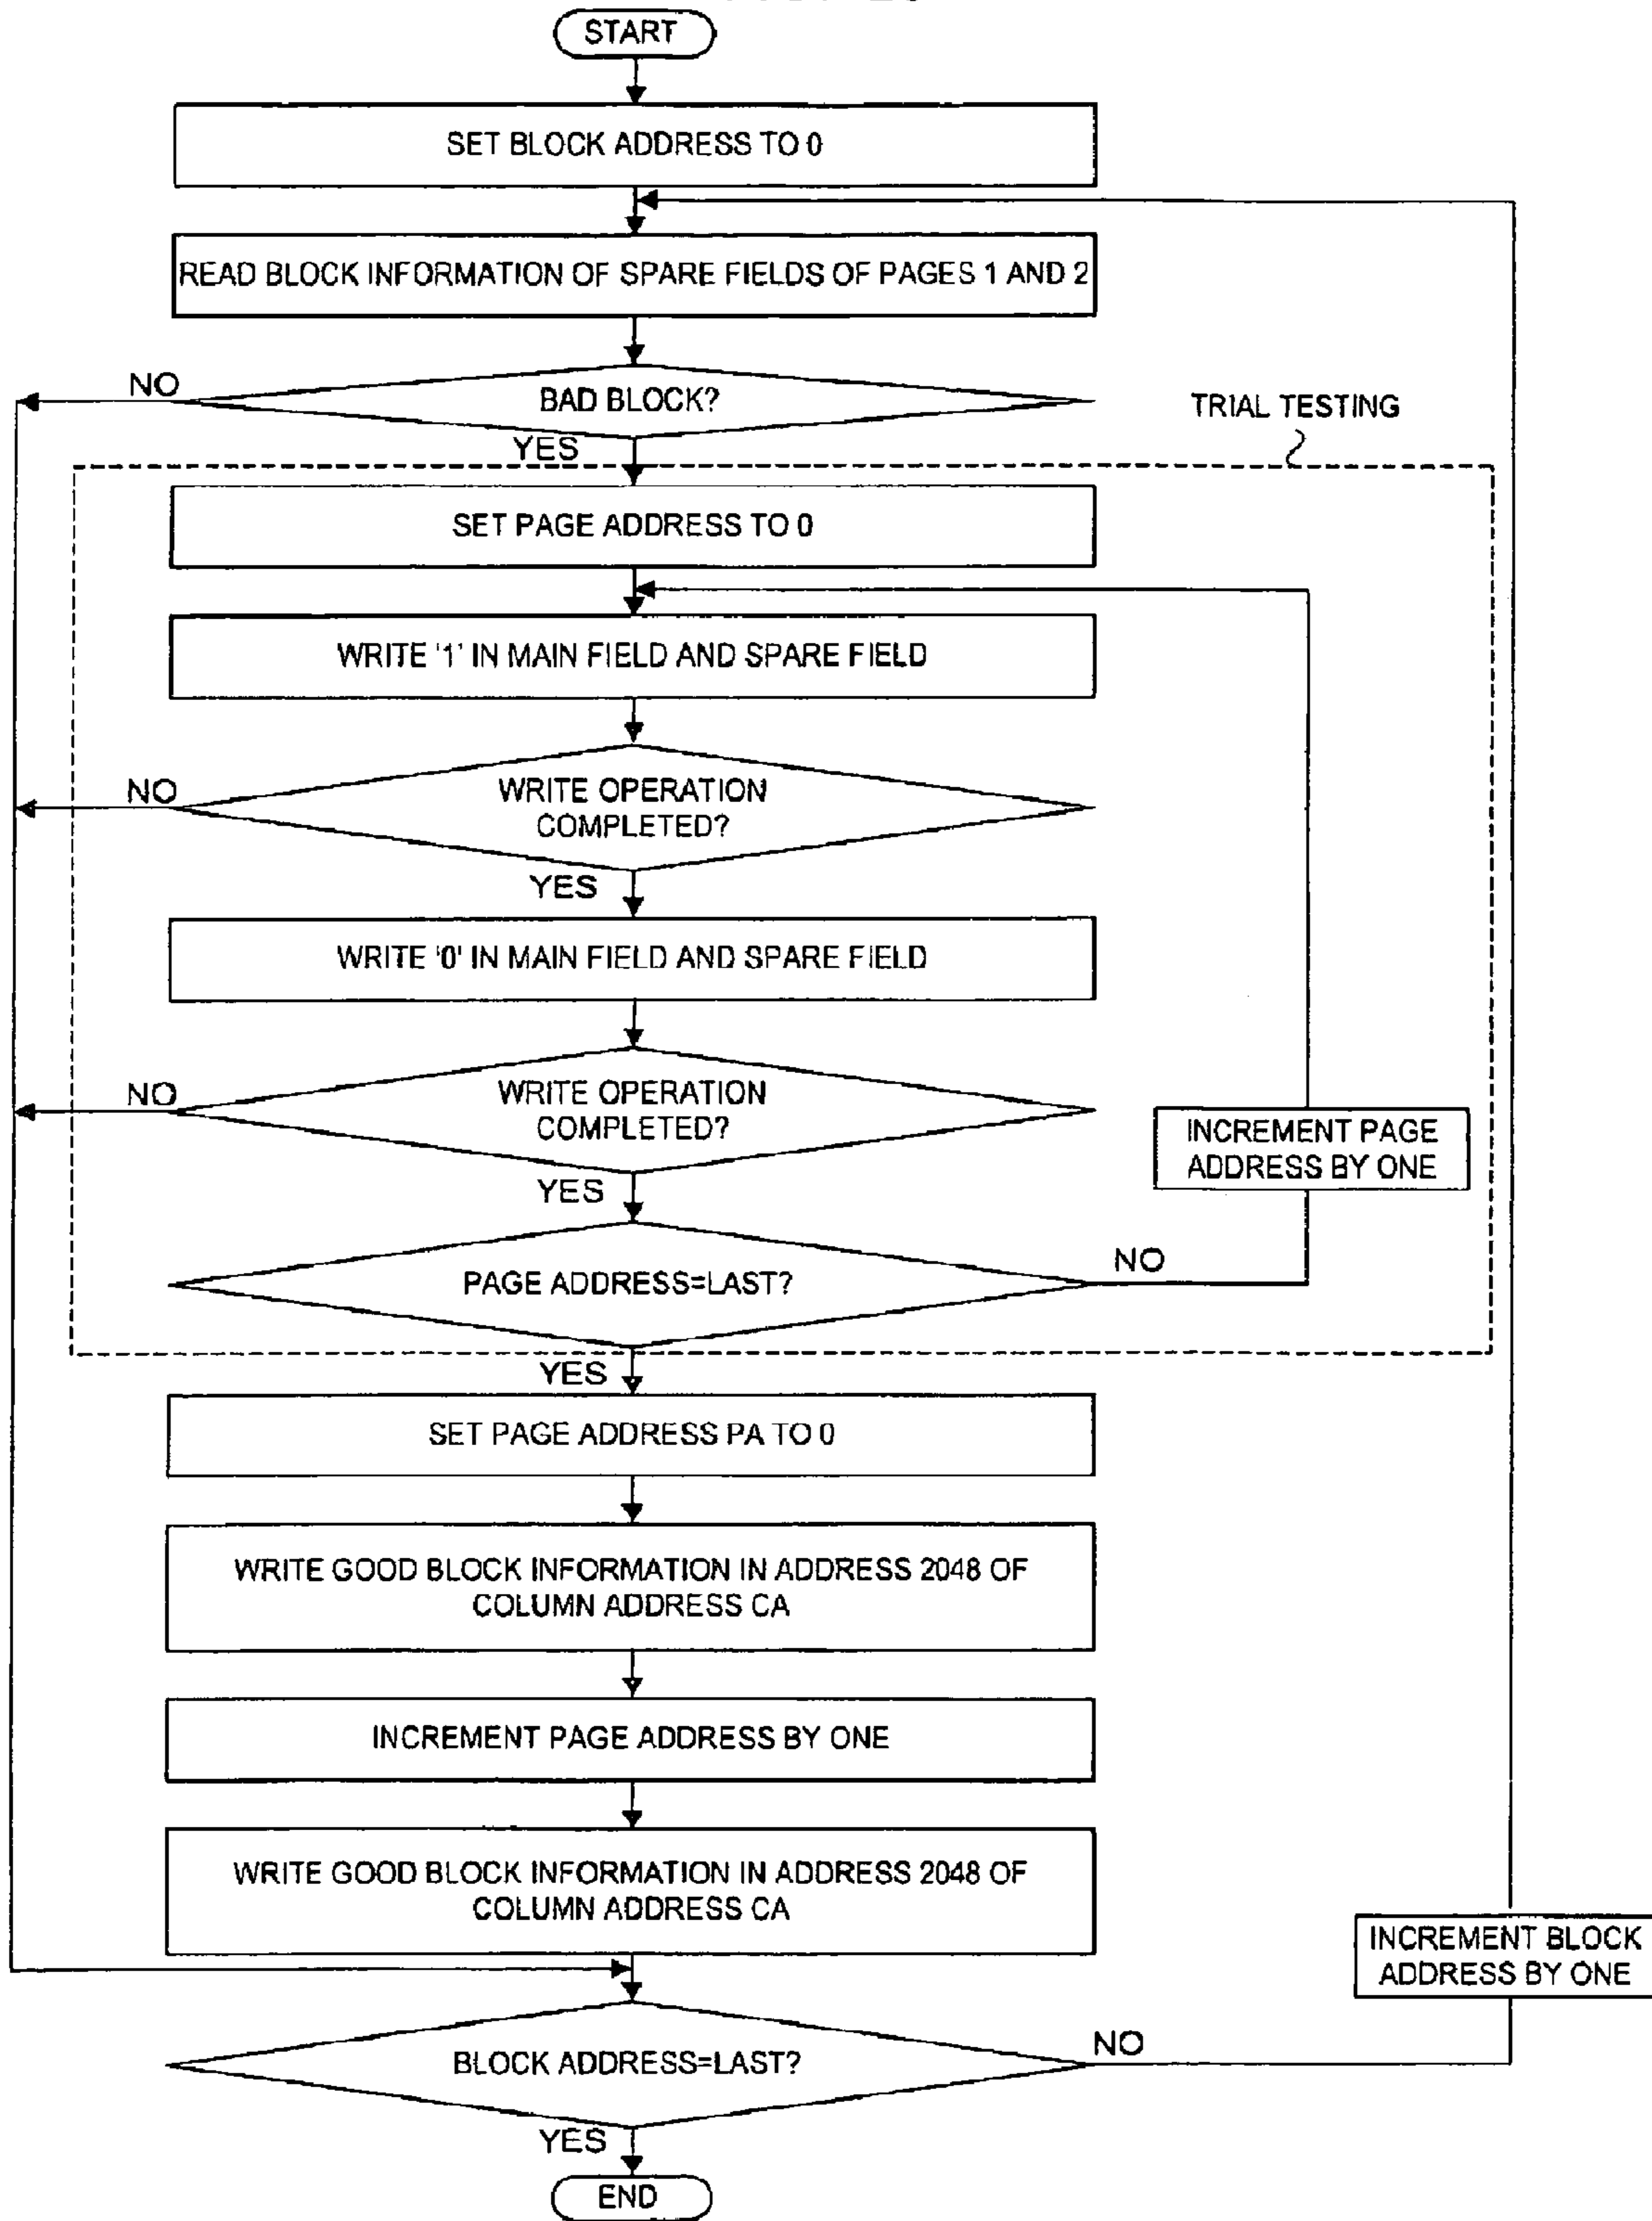 START
SET BLOCK ADDRESS TO 0
READ BLOCK INFORMATION OF SPARE FIELDS OF PAGES 1 AND 2
NO
BAD BLOCK?
TRIAL TESTING
YES
SET PAGE ADDRESS TO 0
WRITE '1' IN MAIN FIELD AND SPARE FIELD
NO
WRITE OPERATION
COMPLETED?
YES
WRITE '0' IN MAIN FIELD AND SPARE FIELD
NO
WRITE OPERATION
COMPLETED?
INCREMENT PAGE
ADDRESS BY ONE
YES
NO
PAGE ADDRESS=LAST?
YES
SET PAGE ADDRESS PA TO 0
WRITE GOOD BLOCK INFORMATION IN ADDRESS 2048 OF
COLUMN ADDRESS CA
INCREMENT PAGE ADDRESS BY ONE
WRITE GOOD BLOCK INFORMATION IN ADDRESS 2048 OF
COLUMN ADDRESS CA
INCREMENT BLOCK
ADDRESS BY ONE
NO
BLOCK ADDRESS=LAST?
YES
END